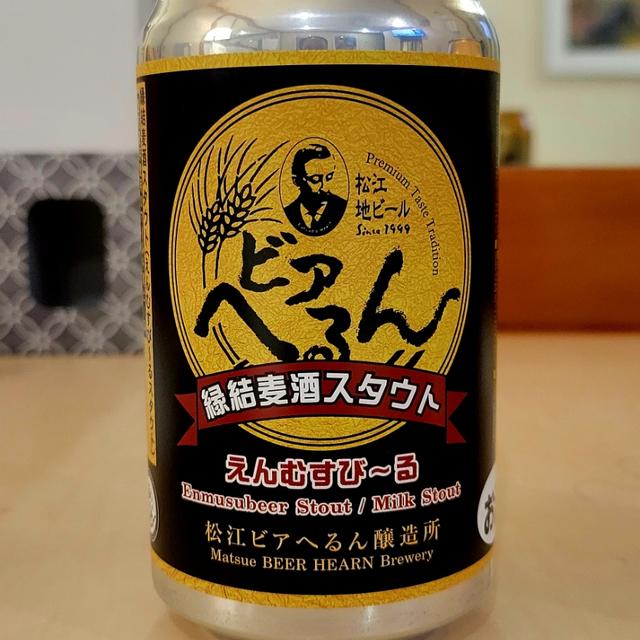 Premium Taste Tradition
松江
地ビール
Since 1999
ビア
へるん
縁結麦酒スタウト
えんむすび～る
Enmusubeer Stout / Milk Stout
松江ビアへるん醸造所
Matsue BEER HEARN Brewery
お